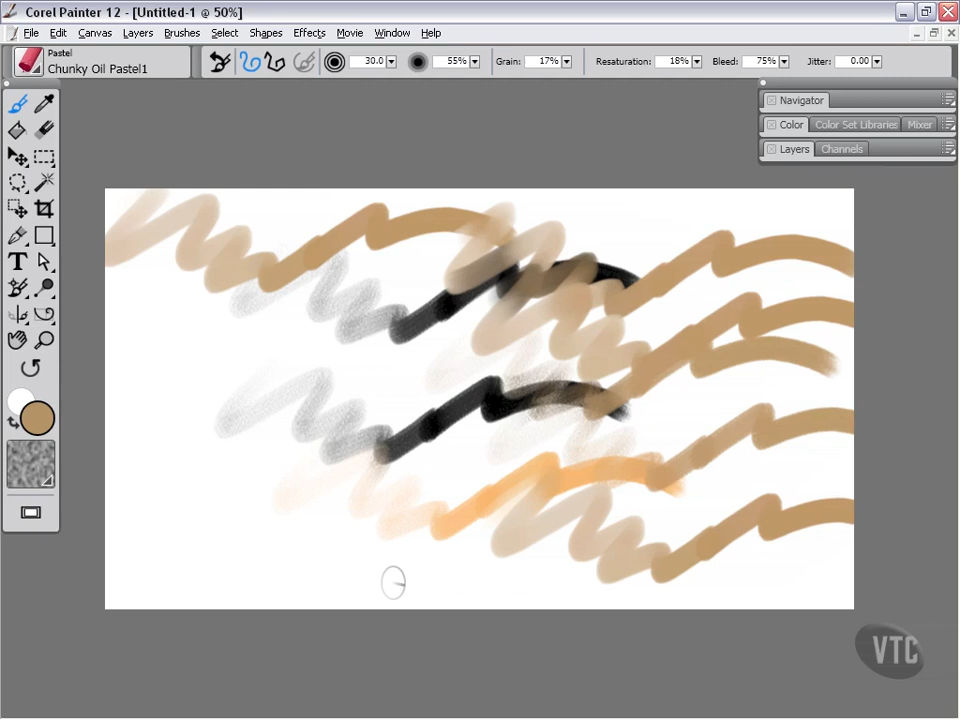 Corel Painter 12 - [Untitled-1 @ 50%]
File Edit Canvas Layers Brushes Select Shapes Effects Movie Window Help
Pastel
Chunky Oil Pastel1
30.0 55% Grain: 17% Resaturation: 18% Bleed: 75% Jitter: 0.00
Navigator
Color Color Set Libraries Mixer
Layers Channels
T
VTC